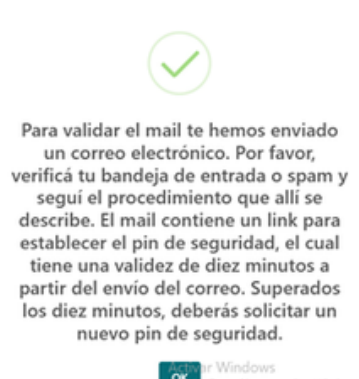 Para validar el mail te hemos enviado
un correo electrónico. Por favor,
verificá tu bandeja de entrada o spam y
seguí el procedimiento que allí se
describe. El mail contiene un link para
establecer el pin de seguridad, el cual
tiene una validez de diez minutos a
partir del envío del correo. Superados
los diez minutos, deberás solicitar un
nuevo pin de seguridad.
Activar Windows
OK